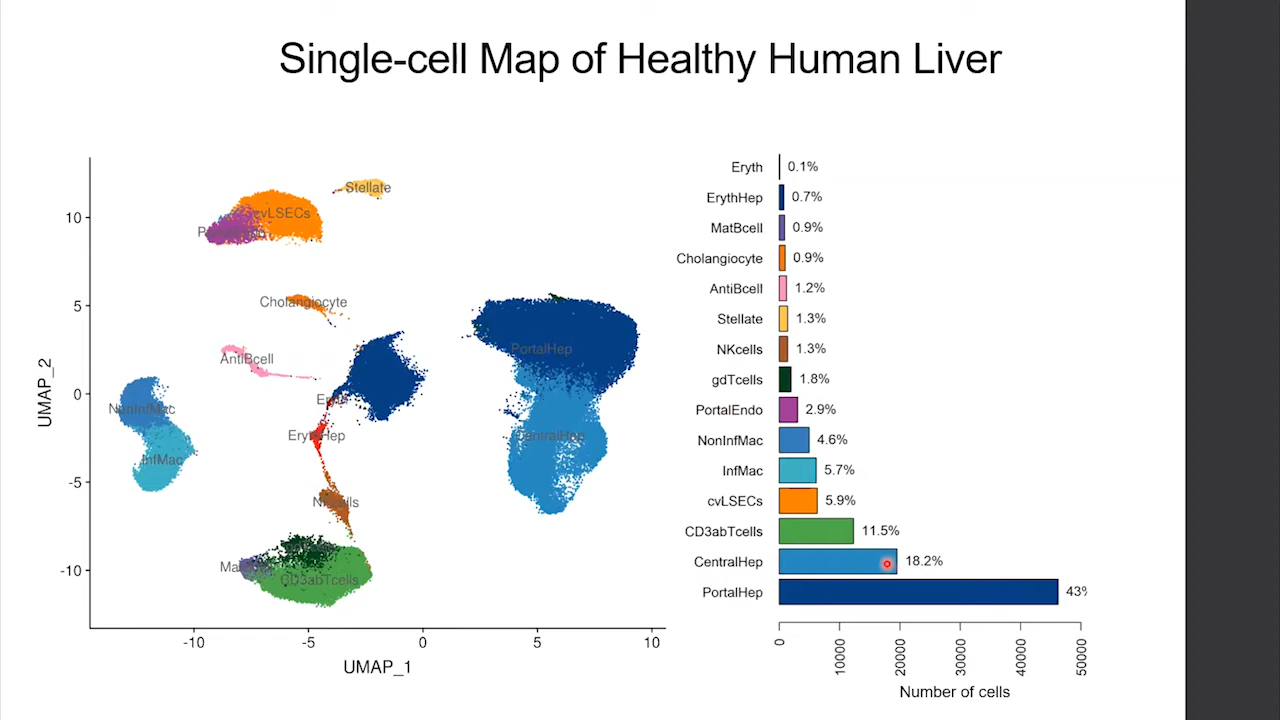 Single-cell Map of Healthy Human Liver
UMAP_2
10
5
0
-5
-10
-10
-5
0
5
10
UMAP_1
Stellate
cvLSECs
Cholangiocyte
AntiBcell
PortalHep
NonInfMac
InfMac
ErythHep
CentralHep
NKcells
CD3abTcells
Eryth 0.1%
ErythHep 0.7%
MatBcell 0.9%
Cholangiocyte 0.9%
AntiBcell 1.2%
Stellate 1.3%
NKcells 1.3%
gdTcells 1.8%
PortalEndo 2.9%
NonInfMac 4.6%
InfMac 5.7%
cvLSECs 5.9%
CD3abTcells 11.5%
CentralHep 18.2%
PortalHep 43%
0
10000
20000
30000
40000
50000
Number of cells